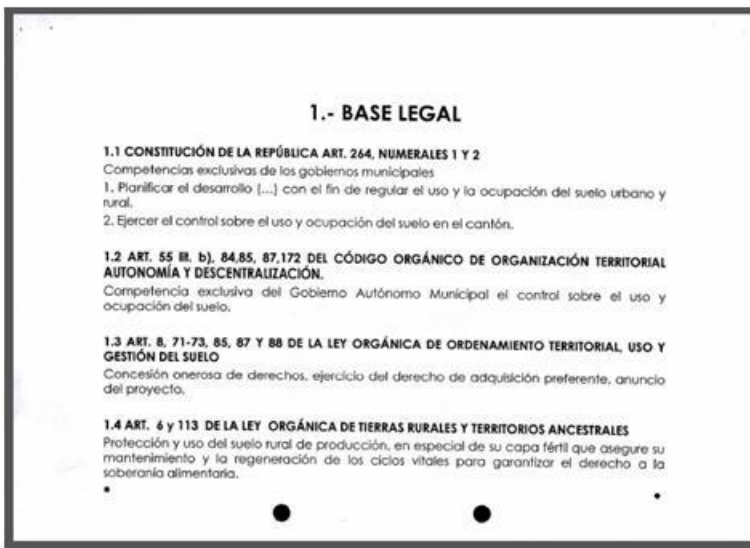 1.- BASE LEGAL
1.1 CONSTITUCIÓN DE LA REPÚBLICA ART. 264, NUMERALES 1 Y 2
Competencias exclusivas de los gobiernos municipales
1. Planificar el desarrollo (...) con el fin de regular el uso y la ocupación del suelo urbano y
rural.
2. Ejercer el control sobre el uso y ocupación del suelo en el cantón.
1.2 ART. 55 lit. b), 84,85, 87,172 DEL CÓDIGO ORGÁNICO DE ORGANIZACIÓN TERRITORIAL
AUTONOMÍA Y DESCENTRALIZACIÓN.
Competencia exclusiva del Gobierno Autónomo Municipal el control sobre el uso y
ocupación del suelo.
1.3 ART. 8, 71-73, 85, 87 Y 88 DE LA LEY ORGÁNICA DE ORDENAMIENTO TERRITORIAL, USO Y
GESTIÓN DEL SUELO
Concesión onerosa de derechos, ejercicio del derecho de adquisición preferente, anuncio
del proyecto.
1.4 ART. 6 y 113 DE LA LEY ORGÁNICA DE TIERRAS RURALES Y TERRITORIOS ANCESTRALES
Protección y uso del suelo rural de producción, en especial de su capa fértil que asegure su
mantenimiento y la regeneración de los ciclos vitales para garantizar el derecho a la
soberanía alimentaria.